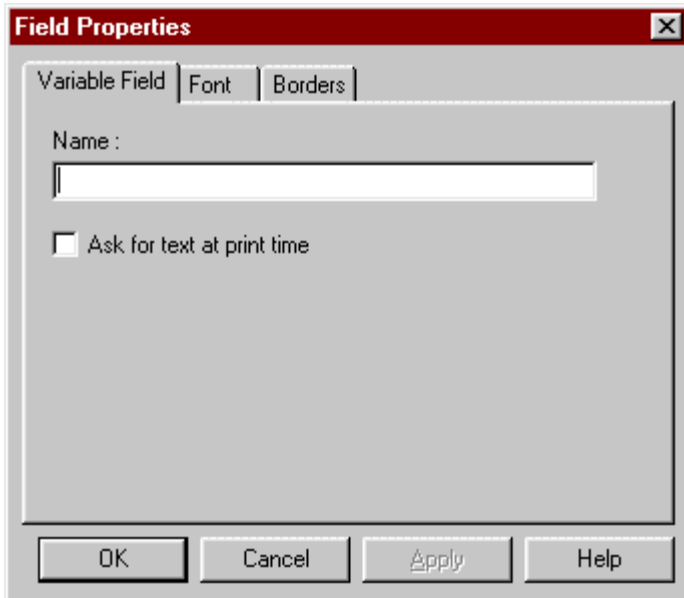 Field Properties
Variable Field Font Borders
Name :
Ask for text at print time
OK Cancel Apply Help